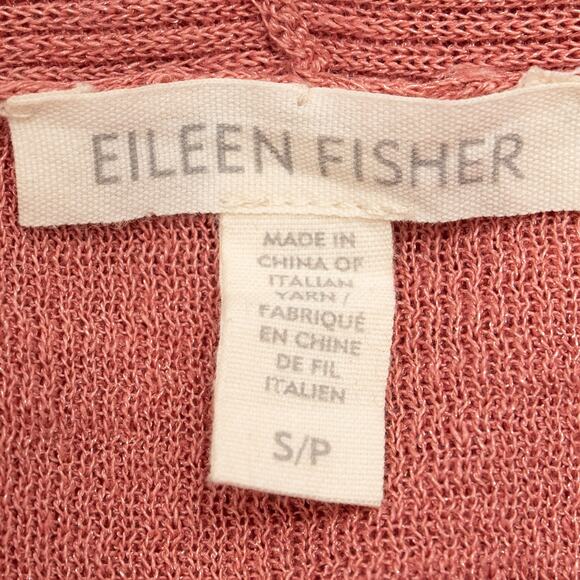 EILEEN FISHER
MADE IN
CHINA OF
ITALIAN
YARN /
FABRIQUÉ
EN CHINE
DE FIL
ITALIEN
S/P